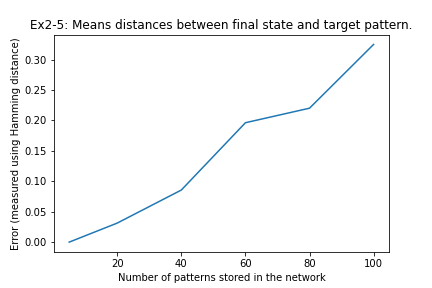 Ex2-5: Means distances between final state and target pattern.
Error (measured using Hamming distance)
0.30
0.25
0.20
0.15
0.10
0.05
0.00
20 40 60 80 100
Number of patterns stored in the network